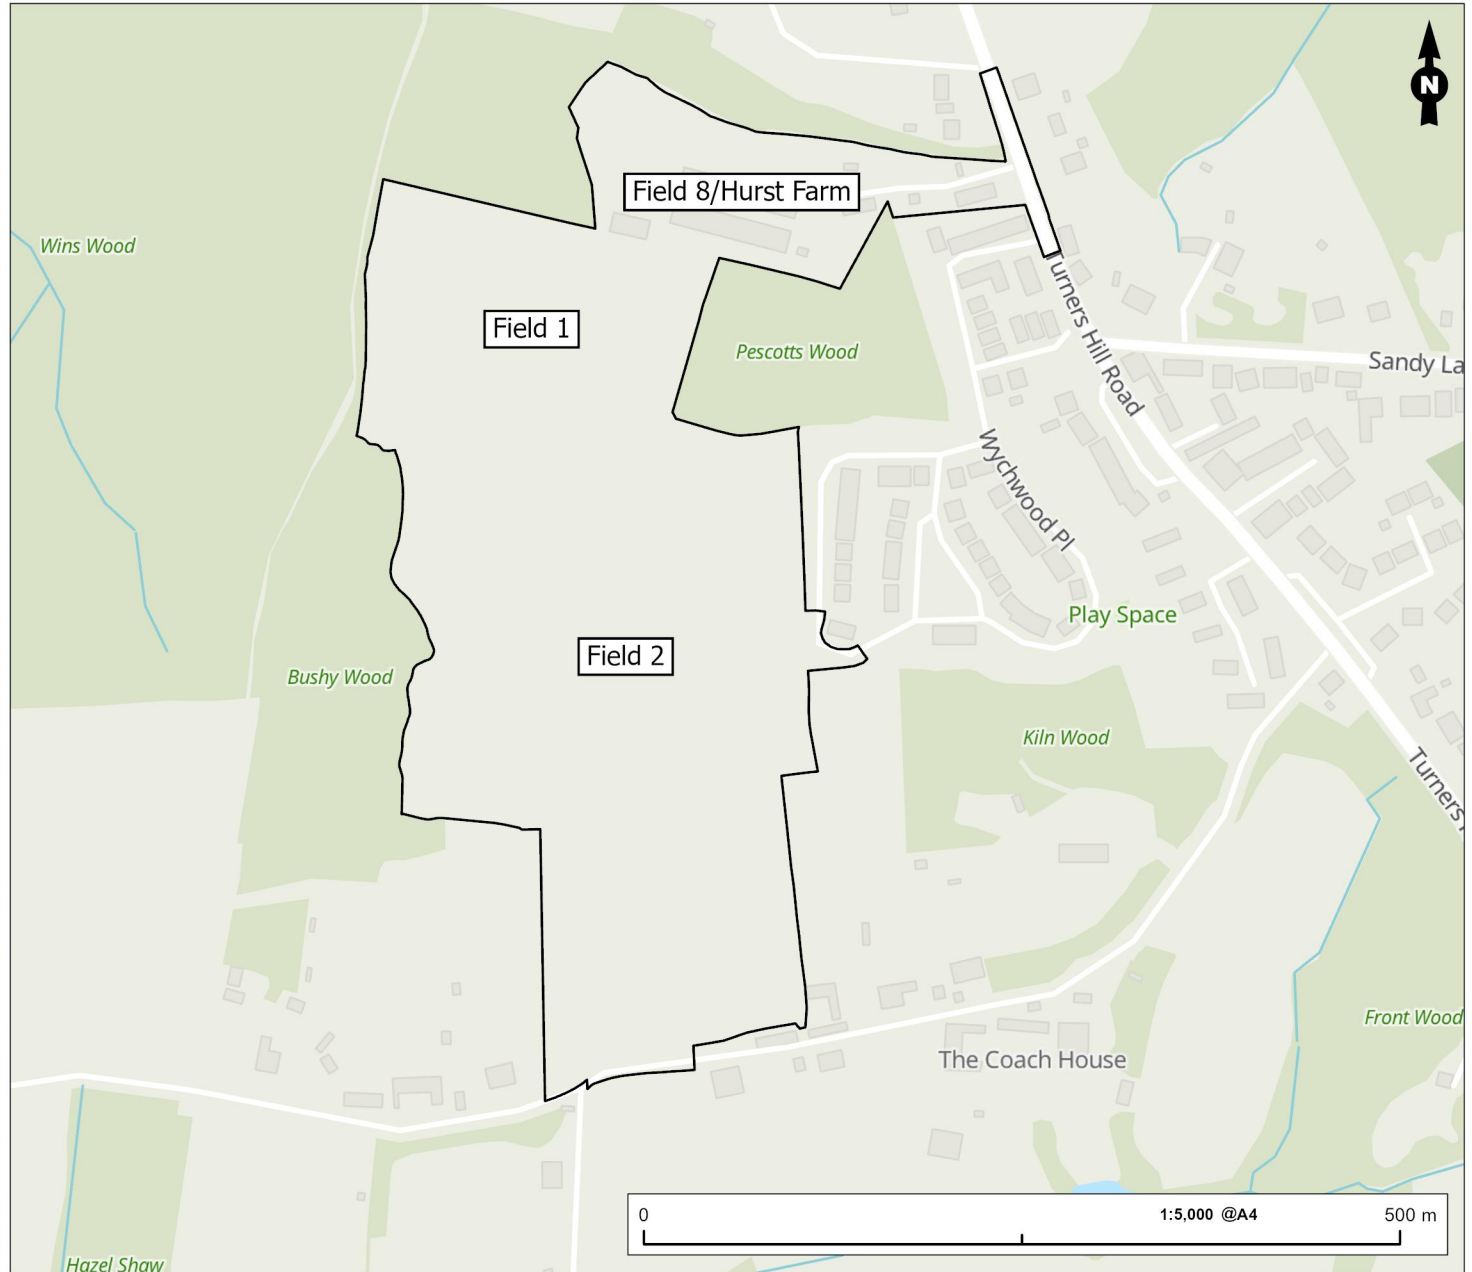 N
Field 8/Hurst Farm
Wins Wood
Field 1
Pescotts Wood
Turners Hill Road
Sandy La
Wychwood Pl
Play Space
Field 2
Bushy Wood
Kiln Wood
Turners
Front Wood
The Coach House
0
1:5,000 @A4
500 m
Hazel Shaw